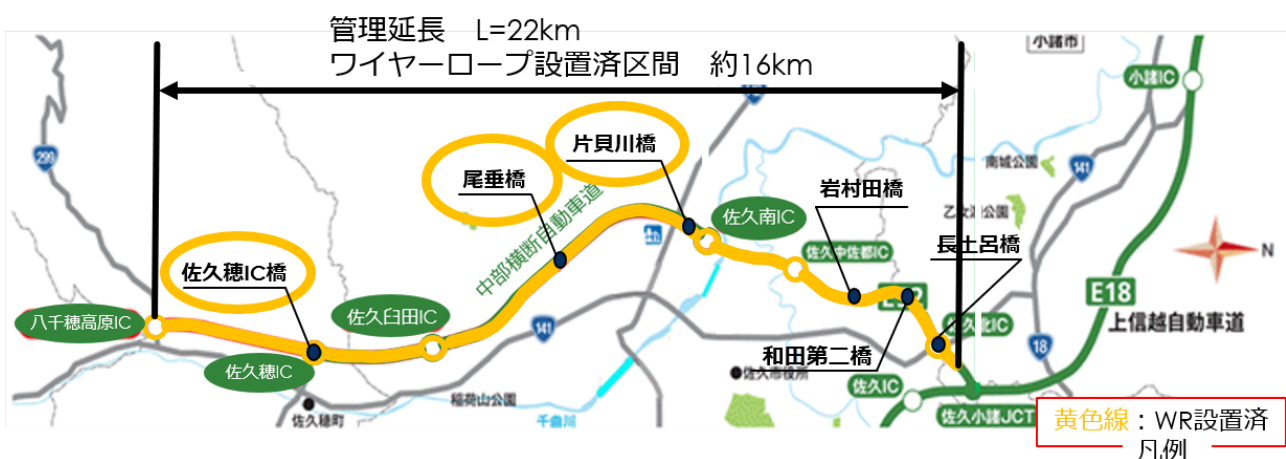 管理延長　L=22km
ワイヤーロープ設置済区間　約16km
小諸市
小諸IC
299
片貝川橋
尾垂橋
141
南城公園
岩村田橋
乙女湖公園
佐久南IC
中部横断自動車道
佐久中佐都IC
長土呂橋
N
佐久穂IC橋
E18
八千穂高原IC
佐久臼田IC
141
佐久北IC
上信越自動車道
18
和田第二橋
佐久穂IC
佐久市役所
佐久IC
稲荷山公園
佐久穂町
千曲川
佐久小諸JCT
黄色線：WR設置済
凡例